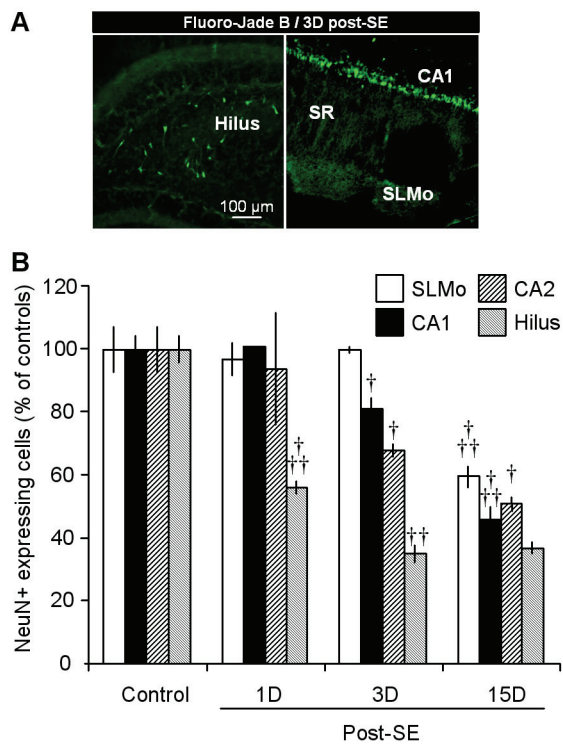 A
Fluoro-Jade B / 3D post-SE
Hilus
100 µm
CA1
SR
SLMo
B
NeuN+ expressing cells (% of controls)
120
100
80
60
40
20
0
SLMo
CA2
CA1
Hilus
†
††
†
†
††
†
††
†
††
†
Control
1D
3D
15D
Post-SE